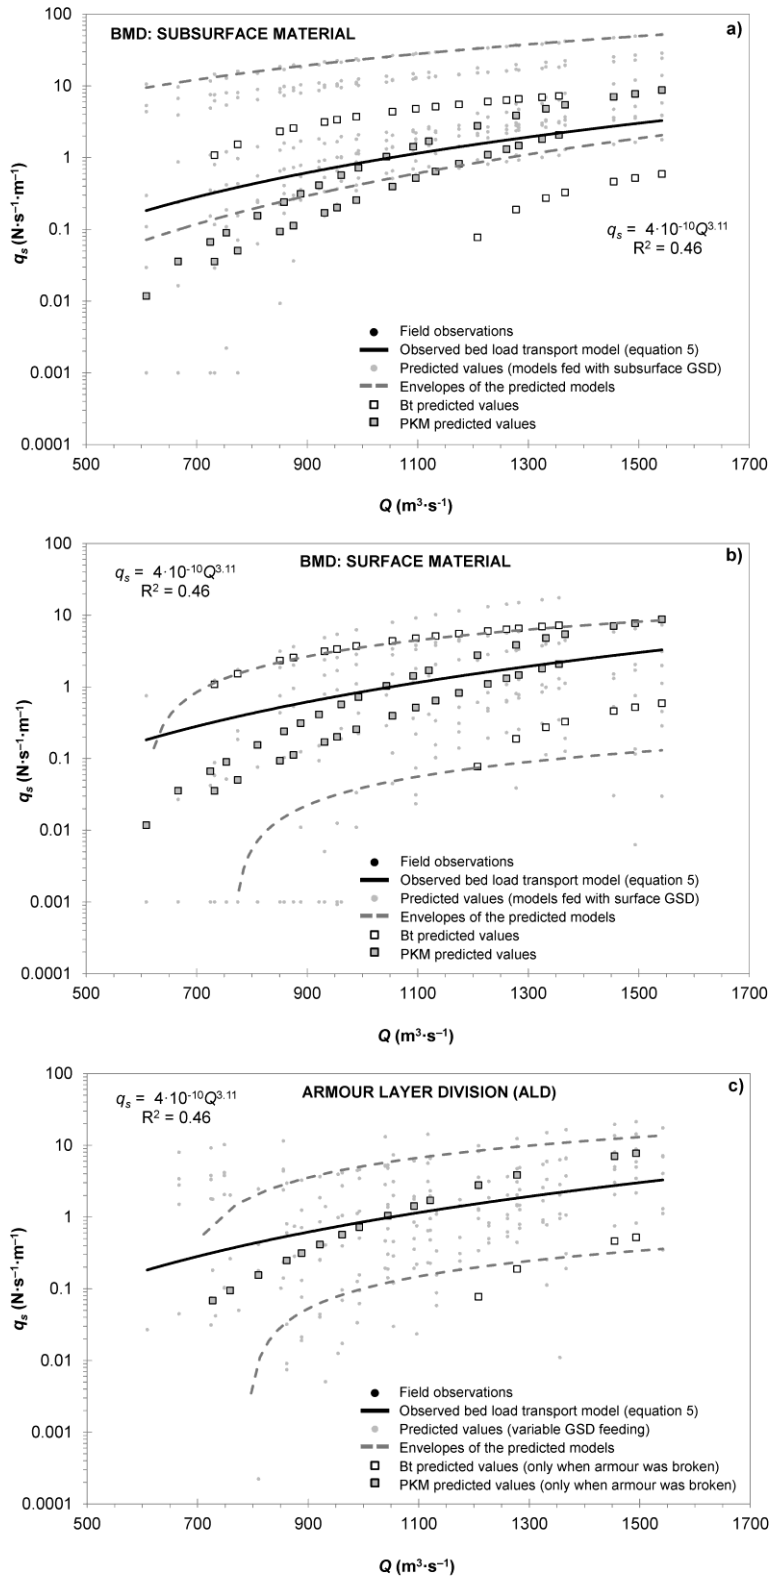 BMD: SUBSURFACE MATERIAL
a)
100
10
1
0.1
0.01
0.001
0.0001
qs (N·s⁻¹·m⁻¹)
qs = 4·10⁻¹⁰Q³·¹¹
R² = 0.46
Field observations
Observed bed load transport model (equation 5)
Predicted values (models fed with subsurface GSD)
Envelopes of the predicted models
Bt predicted values
PKM predicted values
500 700 900 1100 1300 1500 1700
Q (m³·s⁻¹)
BMD: SURFACE MATERIAL
b)
qs = 4·10⁻¹⁰Q³·¹¹
R² = 0.46
100
10
1
0.1
0.01
0.001
0.0001
qs (N·s⁻¹·m⁻¹)
Field observations
Observed bed load transport model (equation 5)
Predicted values (models fed with surface GSD)
Envelopes of the predicted models
Bt predicted values
PKM predicted values
500 700 900 1100 1300 1500 1700
Q (m³·s⁻¹)
ARMOUR LAYER DIVISION (ALD)
c)
qs = 4·10⁻¹⁰Q³·¹¹
R² = 0.46
100
10
1
0.1
0.01
0.001
0.0001
qs (N·s⁻¹·m⁻¹)
Field observations
Observed bed load transport model (equation 5)
Predicted values (variable GSD feeding)
Envelopes of the predicted models
Bt predicted values (only when armour was broken)
PKM predicted values (only when armour was broken)
500 700 900 1100 1300 1500 1700
Q (m³·s⁻¹)